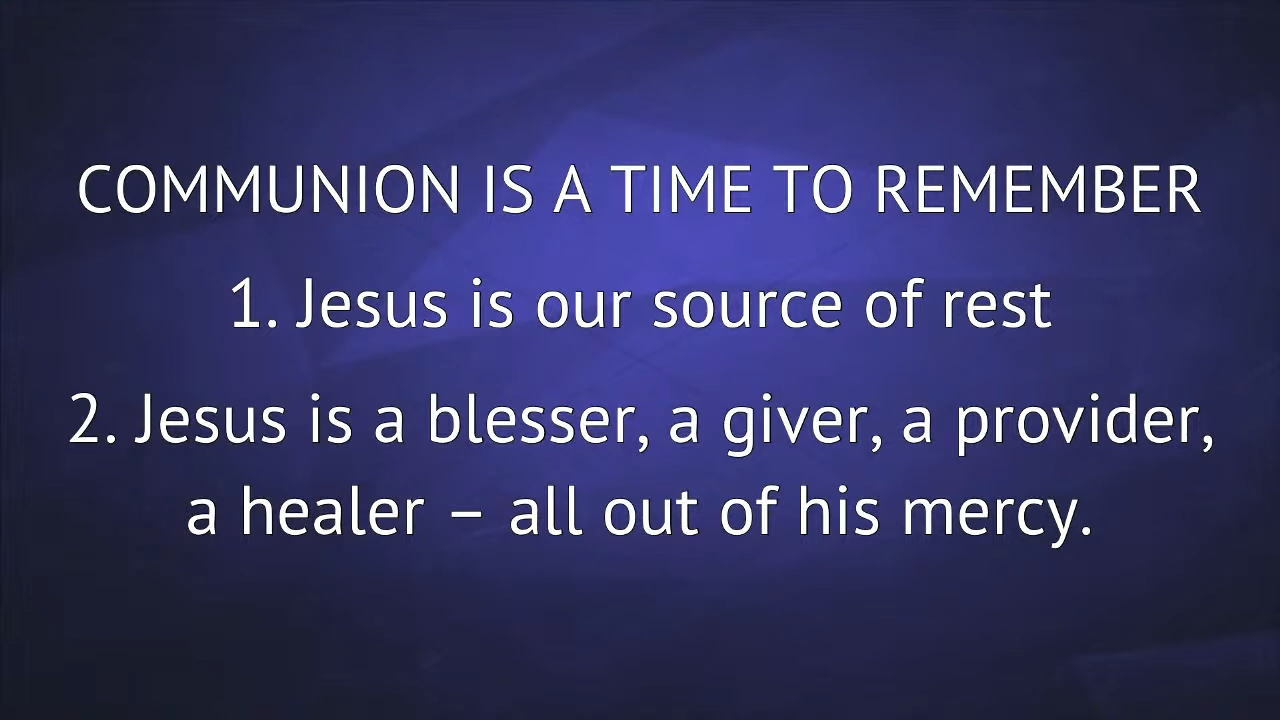 COMMUNION IS A TIME TO REMEMBER
1. Jesus is our source of rest
2. Jesus is a blesser, a giver, a provider,
a healer – all out of his mercy.